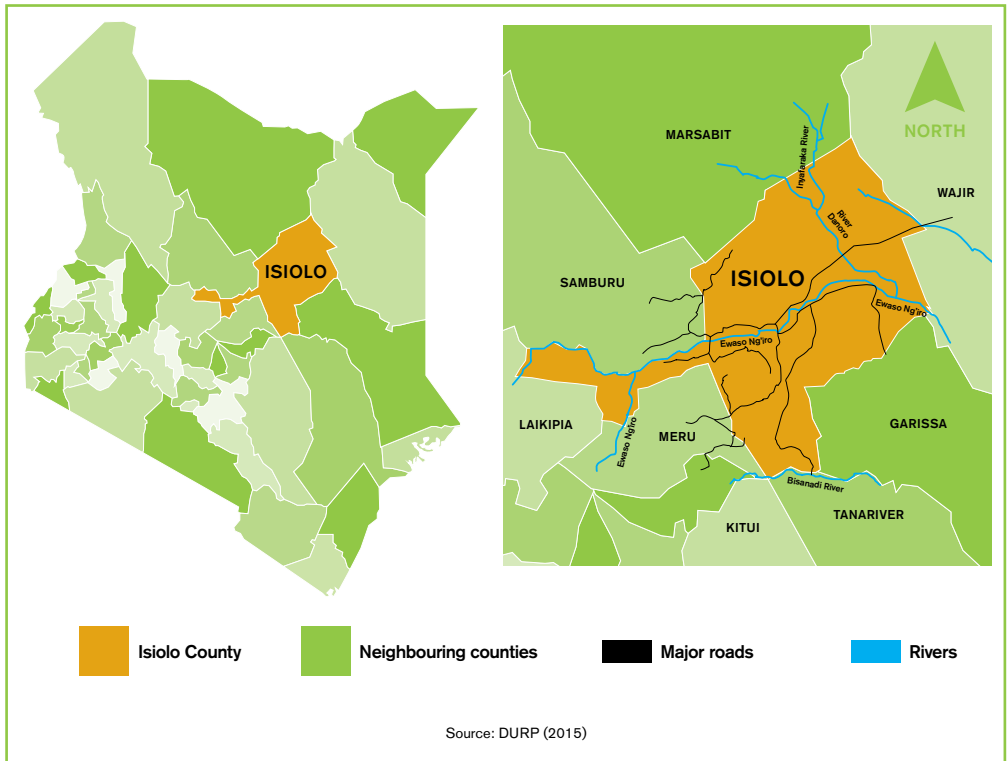 ISIOLO
NORTH
MARSABIT
Inyafaraka River
WAJIR
River
Danoro
ISIOLO
SAMBURU
Ewaso Ng'iro
Ewaso Ng'iro
LAIKIPIA
Ewaso Ng'iro
MERU
GARISSA
Bisanadi River
KITUI
TANARIVER
Isiolo County
Neighbouring counties
Major roads
Rivers
Source: DURP (2015)